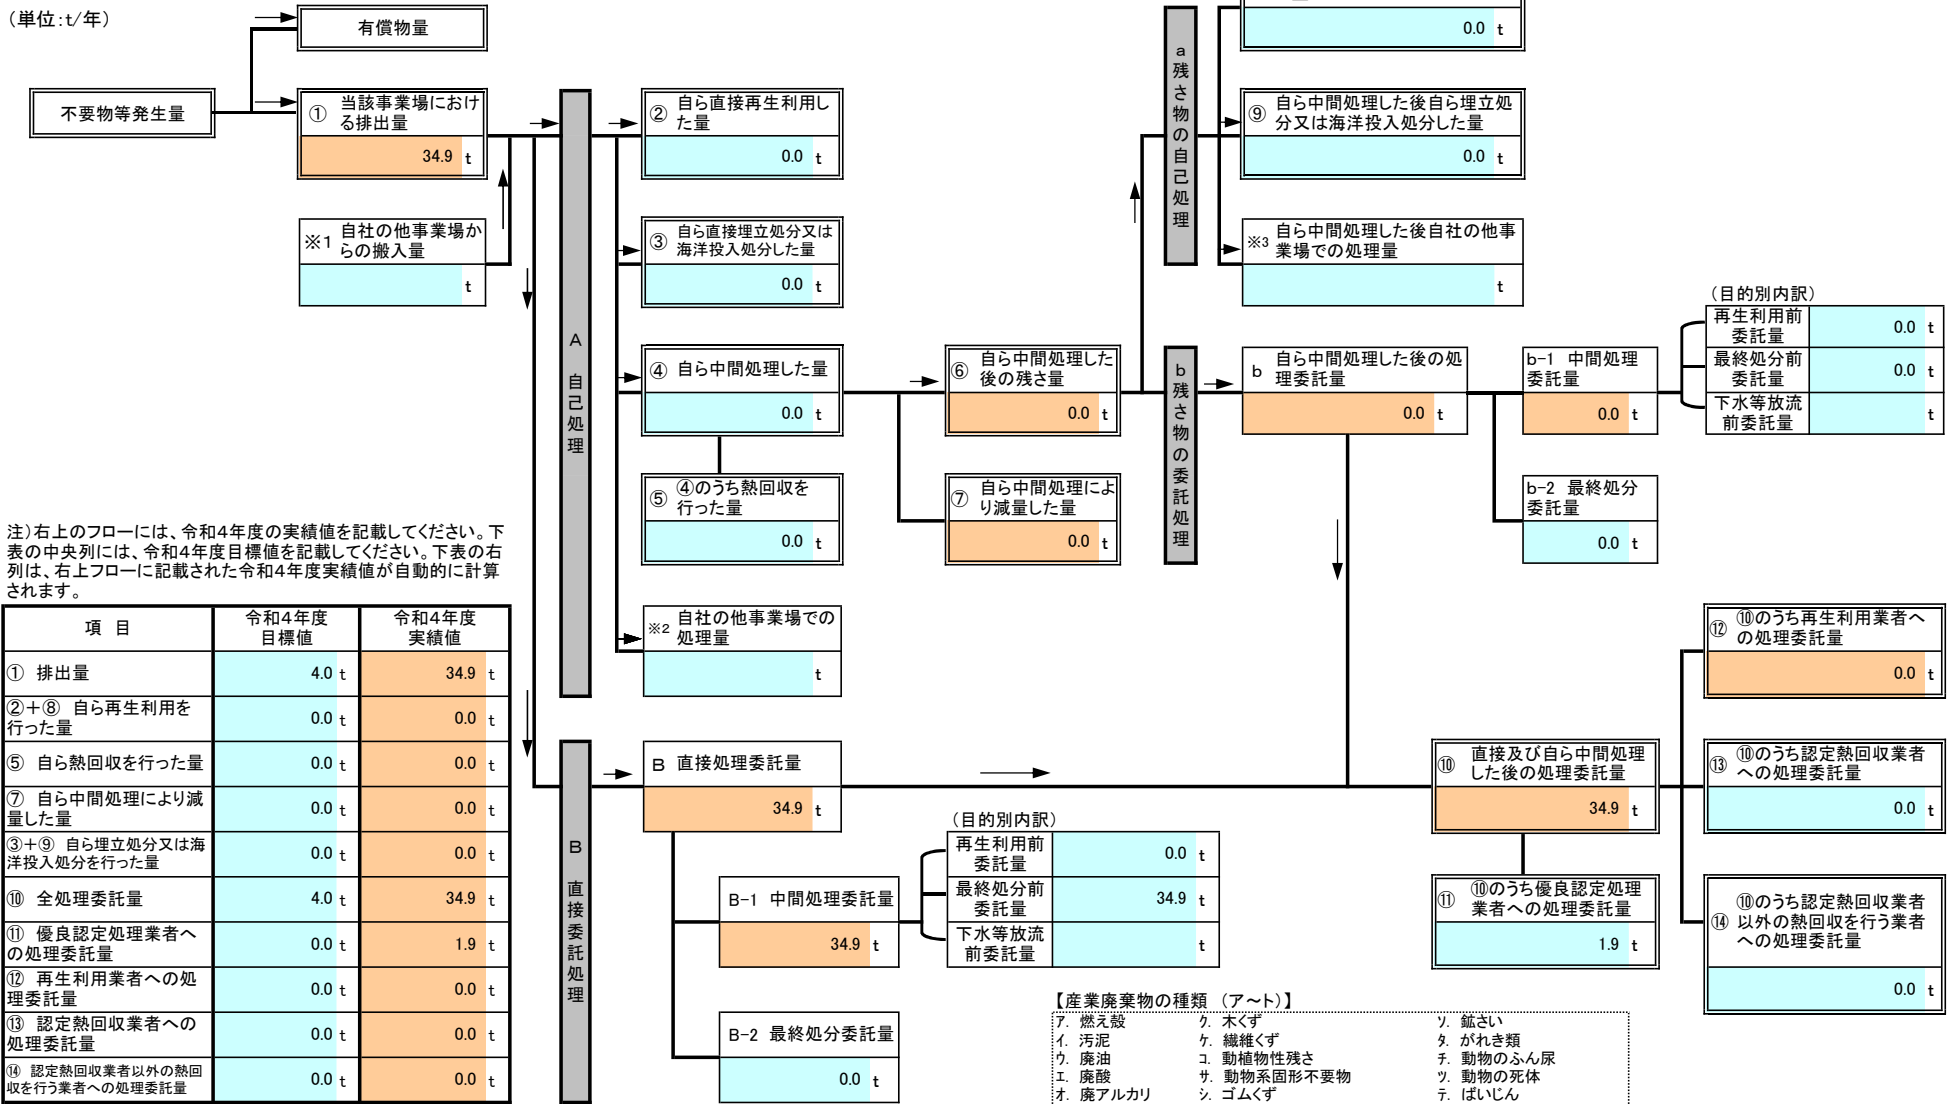 （単位：t/年）
有償物量
不要物等発生量
① 当該事業場におけ
る排出量
34.9 t
※1 自社の他事業場か
らの搬入量
t
A 自己処理
② 自ら直接再生利用し
た量
0.0 t
③ 自ら直接埋立処分又は
海洋投入処分した量
0.0 t
④ 自ら中間処理した量
0.0 t
⑤ ④のうち熱回収を
行った量
0.0 t
※2 自社の他事業場での
処理量
t
⑥ 自ら中間処理した
後の残さ量
0.0 t
⑦ 自ら中間処理によ
り減量した量
0.0 t
a 残さ物の自己処理
0.0 t
⑨ 自ら中間処理した後自ら埋立処
分又は海洋投入処分した量
0.0 t
※3 自ら中間処理した後自社の他事
業場での処理量
t
b 残さ物の委託処理
b 自ら中間処理した後の処
理委託量
0.0 t
b-1 中間処理
委託量
0.0 t
（目的別内訳）
再生利用前
委託量
0.0 t
最終処分前
委託量
0.0 t
下水等放流
前委託量
t
b-2 最終処分
委託量
0.0 t
注）右上のフローには、令和４年度の実績値を記載してください。下
表の中央列には、令和４年度目標値を記載してください。下表の右
列は、右上フローに記載された令和４年度実績値が自動的に計算
されます。
項 目
令和４年度
目標値
令和４年度
実績値
① 排出量 4.0 t 34.9 t
②＋⑧ 自ら再生利用を
行った量 0.0 t 0.0 t
⑤ 自ら熱回収を行った量 0.0 t 0.0 t
⑦ 自ら中間処理により減
量した量 0.0 t 0.0 t
③＋⑨ 自ら埋立処分又は海
洋投入処分を行った量 0.0 t 0.0 t
⑩ 全処理委託量 4.0 t 34.9 t
⑪ 優良認定処理業者へ
の処理委託量 0.0 t 1.9 t
⑫ 再生利用業者への処
理委託量 0.0 t 0.0 t
⑬ 認定熱回収業者への
処理委託量 0.0 t 0.0 t
⑭ 認定熱回収業者以外の熱回
収を行う業者への処理委託量 0.0 t 0.0 t
B 直接委託処理
B 直接処理委託量
34.9 t
B-1 中間処理委託量
34.9 t
（目的別内訳）
再生利用前
委託量
0.0 t
最終処分前
委託量
34.9 t
下水等放流
前委託量
t
B-2 最終処分委託量
0.0 t
⑩ 直接及び自ら中間処理
した後の処理委託量
34.9 t
⑪ ⑩のうち優良認定処理
業者への処理委託量
1.9 t
⑫ ⑩のうち再生利用業者へ
の処理委託量
0.0 t
⑬ ⑩のうち認定熱回収業者
への処理委託量
0.0 t
⑭ ⑩のうち認定熱回収業者
以外の熱回収を行う業者
への処理委託量
0.0 t
【産業廃棄物の種類 （ア～ト）】
ア. 燃え殻 ク. 木くず ソ. 鉱さい
イ. 汚泥 ケ. 繊維くず タ. がれき類
ウ. 廃油 コ. 動植物性残さ チ. 動物のふん尿
エ. 廃酸 サ. 動物系固形不要物 ツ. 動物の死体
オ. 廃アルカリ シ. ゴムくず テ. ばいじん